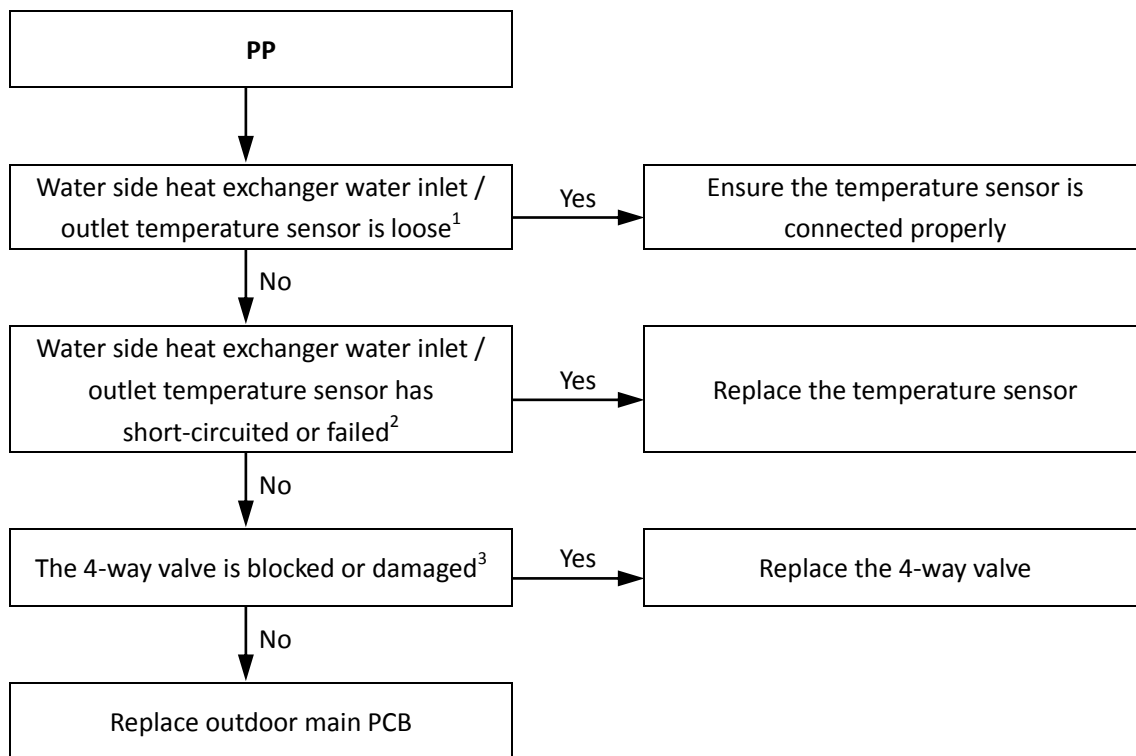 PP
Water side heat exchanger water inlet /
outlet temperature sensor is loose¹
Yes
Ensure the temperature sensor is
connected properly
No
Water side heat exchanger water inlet /
outlet temperature sensor has
short-circuited or failed²
Yes
Replace the temperature sensor
No
The 4-way valve is blocked or damaged³
Yes
Replace the 4-way valve
No
Replace outdoor main PCB